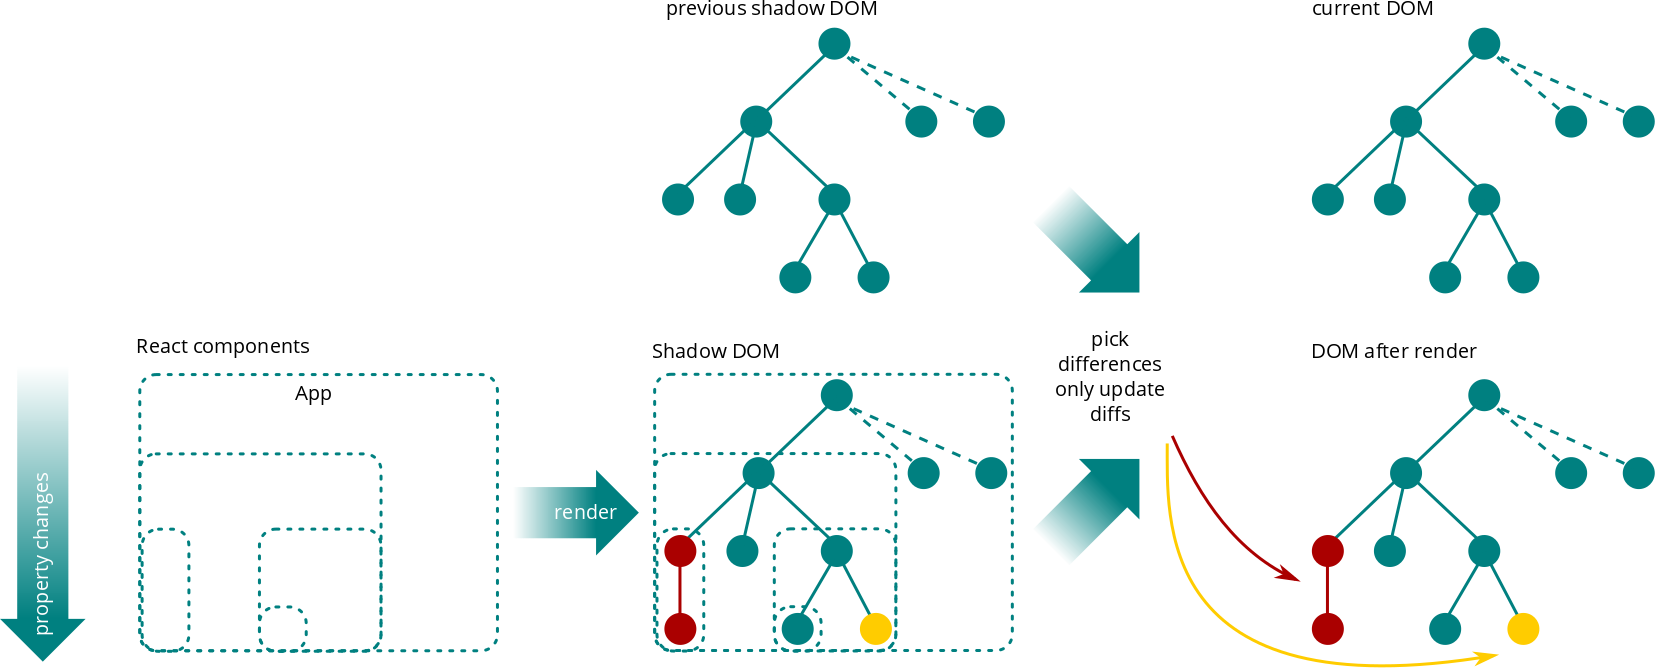 previous shadow DOM
current DOM
React components
App
property changes
render
Shadow DOM
pick
differences
only update
diffs
DOM after render